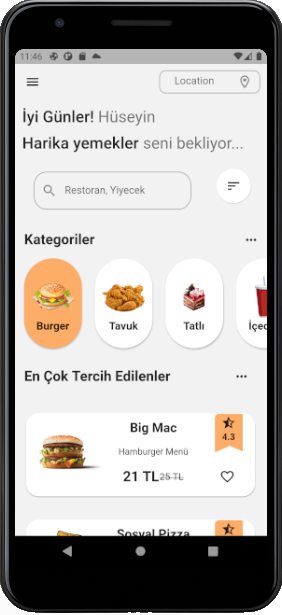 11:46
Location
İyi Günler! Hüseyin
Harika yemekler seni bekliyor...
Restoran, Yiyecek
Kategoriler
Burger
Tavuk
Tatlı
İçec
En Çok Tercih Edilenler
Big Mac
4.3
Hamburger Menü
21 TL 25 TL
Sosyal Pizza